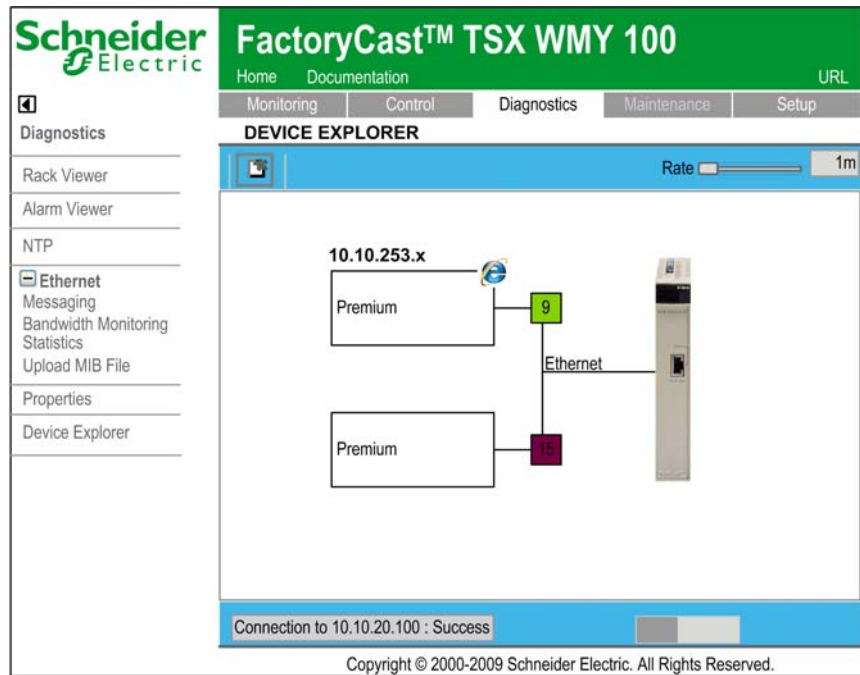 Schneider Electric
FactoryCast™ TSX WMY 100
Home Documentation URL
Monitoring Control Diagnostics Maintenance Setup
Diagnostics
DEVICE EXPLORER
Rate 1m
Rack Viewer
Alarm Viewer
NTP
Ethernet
Messaging
Bandwidth Monitoring
Statistics
Upload MIB File
Properties
Device Explorer
10.10.253.x
Premium
9
Ethernet
Premium
15
Connection to 10.10.20.100 : Success
Copyright © 2000-2009 Schneider Electric. All Rights Reserved.